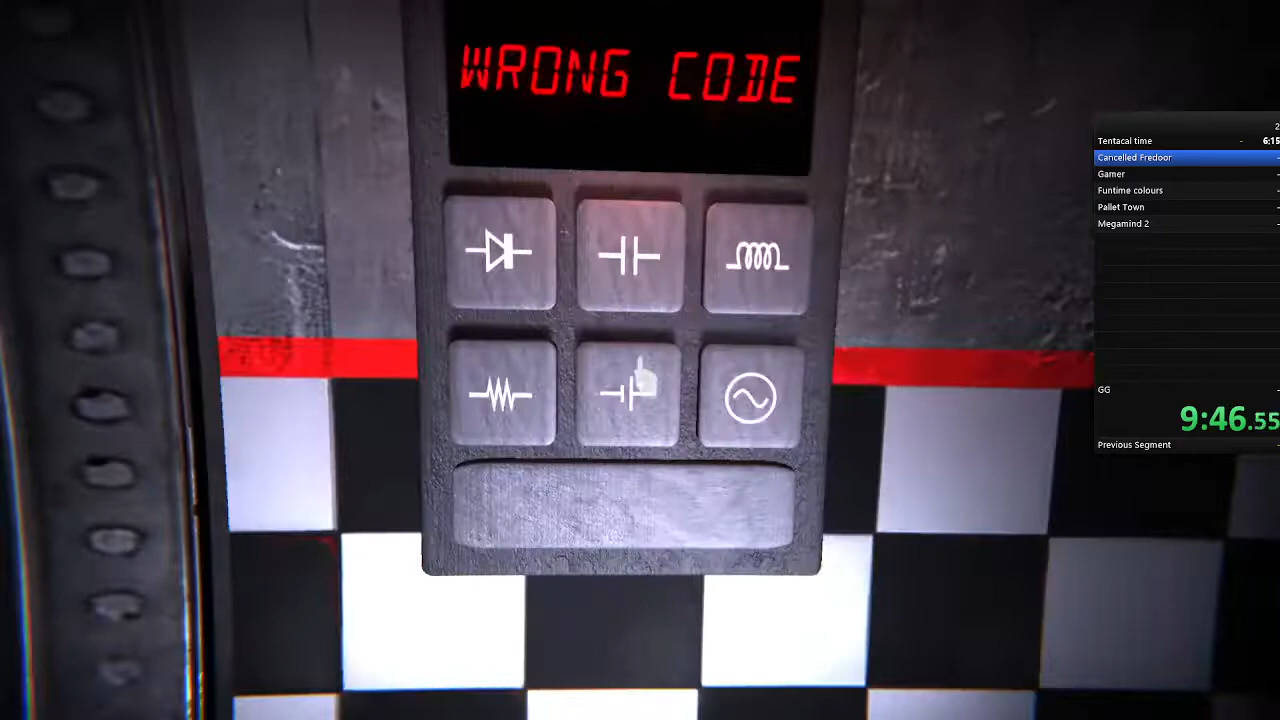 WRONG CODE
2
Tentacal time - 6:15
Cancelled Fredoor -
Gamer -
Funtime colours -
Pallet Town -
Megamind 2 -
GG -
9:46.55
Previous Segment -